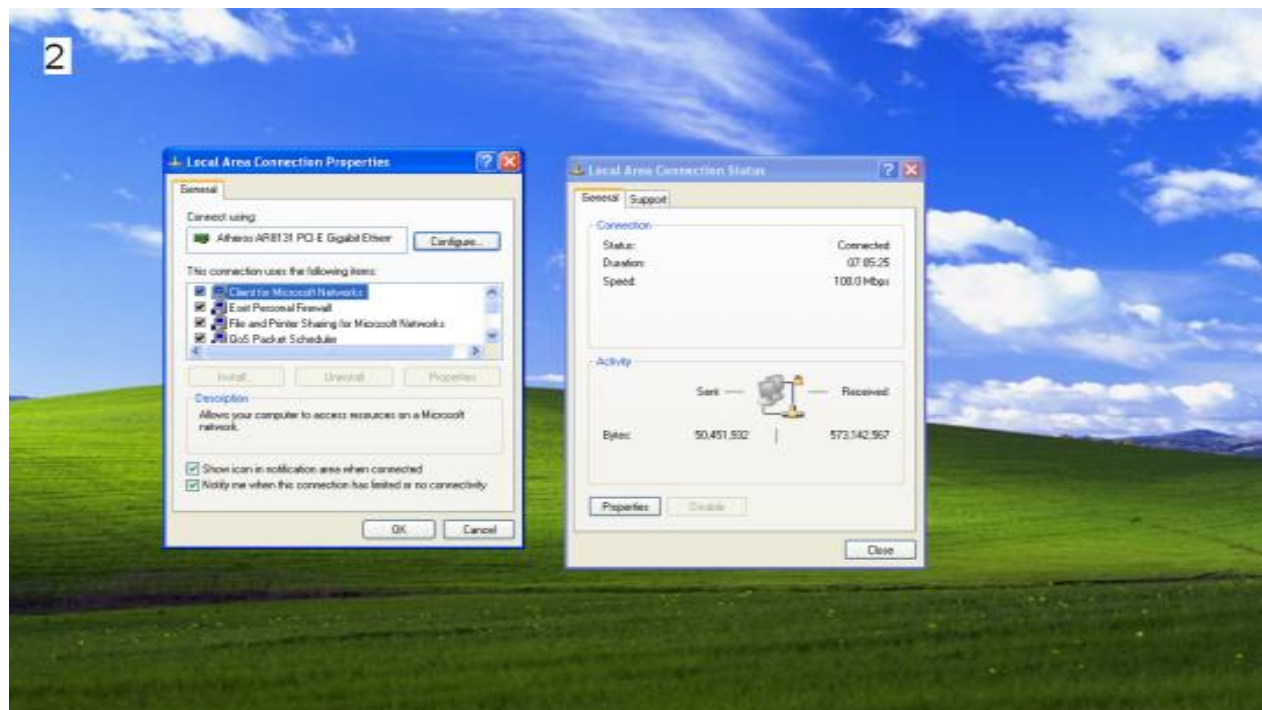 2
Local Area Connection Properties
General
Connect using:
Atheros AR8131 PCI-E Gigabit Ethern
Configure...
This connection uses the following items:
Client for Microsoft Networks
Eset Personal Firewall
File and Printer Sharing for Microsoft Networks
QoS Packet Scheduler
Install...
Uninstall
Properties
Description
Allows your computer to access resources on a Microsoft
network.
Show icon in notification area when connected
Notify me when this connection has limited or no connectivity
OK
Cancel
Local Area Connection Status
General
Support
Connection
Status:
Connected
Duration:
07:05:25
Speed:
100.0 Mbps
Activity
Sent
Received
Bytes:
50,451,932
573,142,567
Properties
Disable
Close